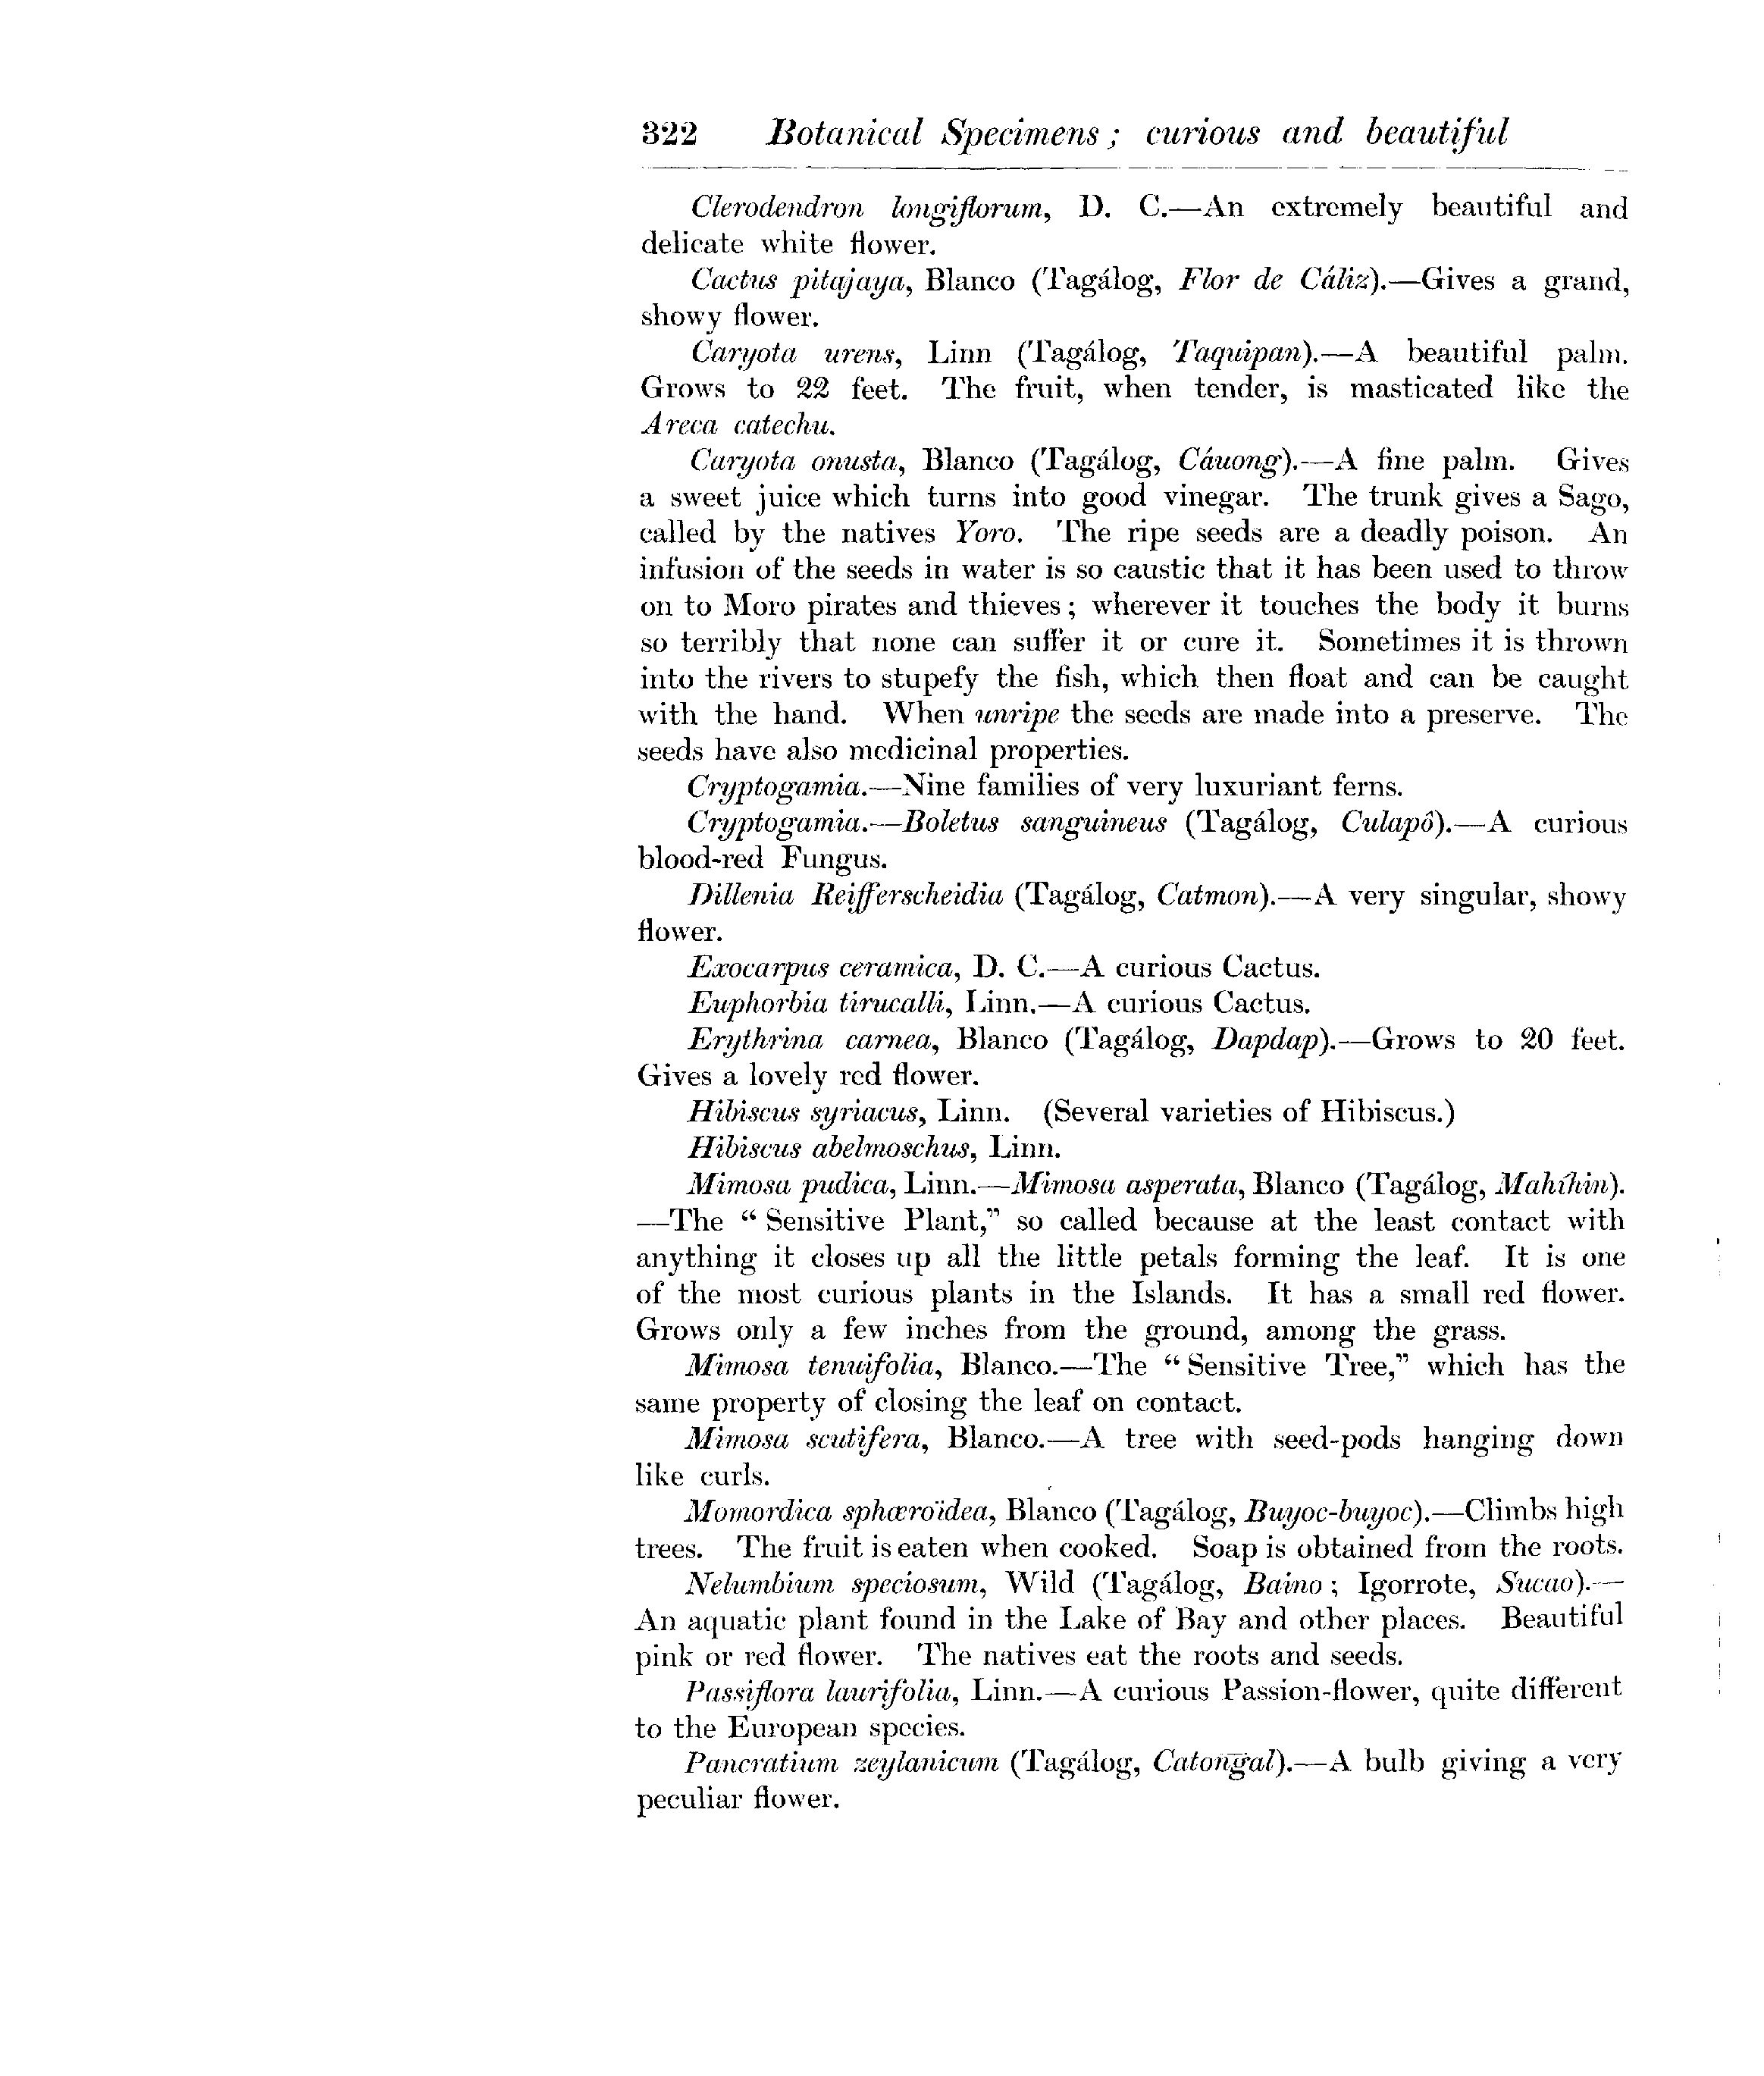 322 Botanical Specimens; curious and beautiful
Clerodendron longiflorum, D. C.—An extremely beautiful and
delicate white flower.
Cactus pitajaya, Blanco (Tagálog, Flor de Cáliz).—Gives a grand,
showy flower.
Caryota urens, Linn (Tagálog, Taquipan).—A beautiful palm.
Grows to 22 feet. The fruit, when tender, is masticated like the
Areca catechu.
Caryota onusta, Blanco (Tagálog, Cáuong).—A fine palm. Gives
a sweet juice which turns into good vinegar. The trunk gives a Sago,
called by the natives Yoro. The ripe seeds are a deadly poison. An
infusion of the seeds in water is so caustic that it has been used to throw
on to Moro pirates and thieves; wherever it touches the body it burns
so terribly that none can suffer it or cure it. Sometimes it is thrown
into the rivers to stupefy the fish, which then float and can be caught
with the hand. When unripe the seeds are made into a preserve. The
seeds have also medicinal properties.
Cryptogamia.—Nine families of very luxuriant ferns.
Cryptogamia.—Boletus sanguineus (Tagálog, Culapô).—A curious
blood-red Fungus.
Dillenia Reifferscheidia (Tagálog, Catmon).—A very singular, showy
flower.
Exocarpus ceramica, D. C.—A curious Cactus.
Euphorbia tirucalli, Linn.—A curious Cactus.
Erythrina carnea, Blanco (Tagálog, Dapdap).—Grows to 20 feet.
Gives a lovely red flower.
Hibiscus syriacus, Linn. (Several varieties of Hibiscus.)
Hibiscus abelmoschus, Linn.
Mimosa pudica, Linn.—Mimosa asperata, Blanco (Tagálog, Mahîhin).
—The “Sensitive Plant,” so called because at the least contact with
anything it closes up all the little petals forming the leaf. It is one
of the most curious plants in the Islands. It has a small red flower.
Grows only a few inches from the ground, among the grass.
Mimosa tenuifolia, Blanco.—The “Sensitive Tree,” which has the
same property of closing the leaf on contact.
Mimosa scutifera, Blanco.—A tree with seed-pods hanging down
like curls.
Momordica sphæroïdea, Blanco (Tagálog, Buyoc-buyoc).—Climbs high
trees. The fruit is eaten when cooked. Soap is obtained from the roots.
Nelumbium speciosum, Wild (Tagálog, Baino; Igorrote, Sucao).—
An aquatic plant found in the Lake of Bay and other places. Beautiful
pink or red flower. The natives eat the roots and seeds.
Passiflora laurifolia, Linn.—A curious Passion-flower, quite different
to the European species.
Pancratium zeylanicum (Tagálog, Catoñg̃al).—A bulb giving a very
peculiar flower.